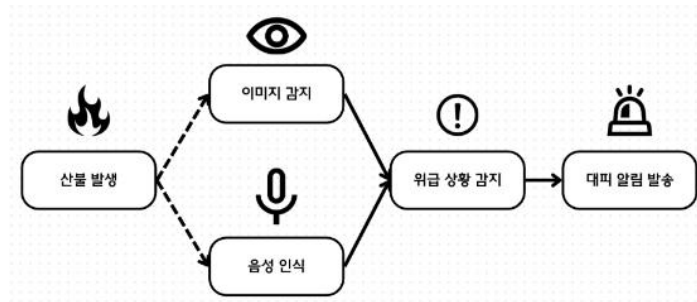 이미지 감지
산불 발생
위급 상황 감지
대피 알림 발송
음성 인식